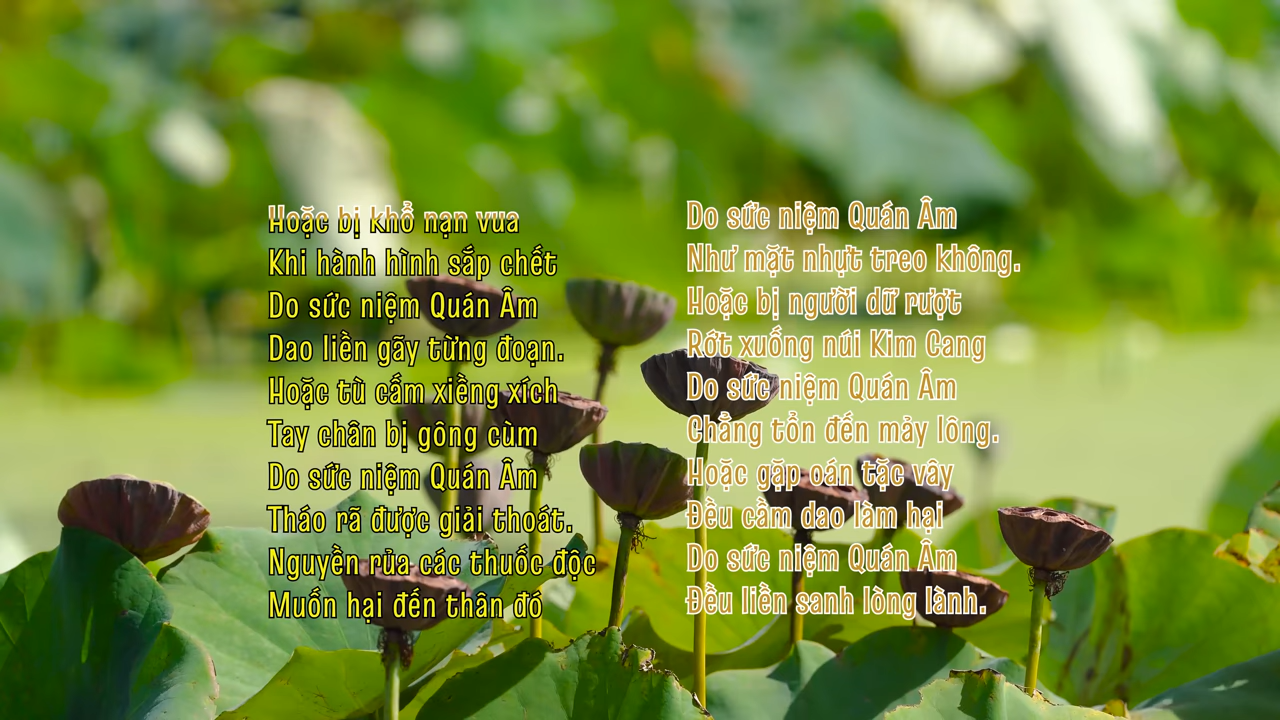 Hoặc bị khổ nạn vua
Khi hành hình sắp chết
Do sức niệm Quán Âm
Dao liền gãy từng đoạn.
Hoặc tù cấm xiềng xích
Tay chân bị gông cùm
Do sức niệm Quán Âm
Tháo rã được giải thoát.
Nguyền rủa các thuốc độc
Muốn hại đến thân đó
Do sức niệm Quán Âm
Như mặt nhựt treo không.
Hoặc bị người dữ rượt
Rớt xuống núi Kim Cang
Do sức niệm Quán Âm
Chẳng tổn đến mảy lông.
Hoặc gặp oán tặc vây
Đều cầm dao làm hại
Do sức niệm Quán Âm
Đều liền sanh lòng lành.